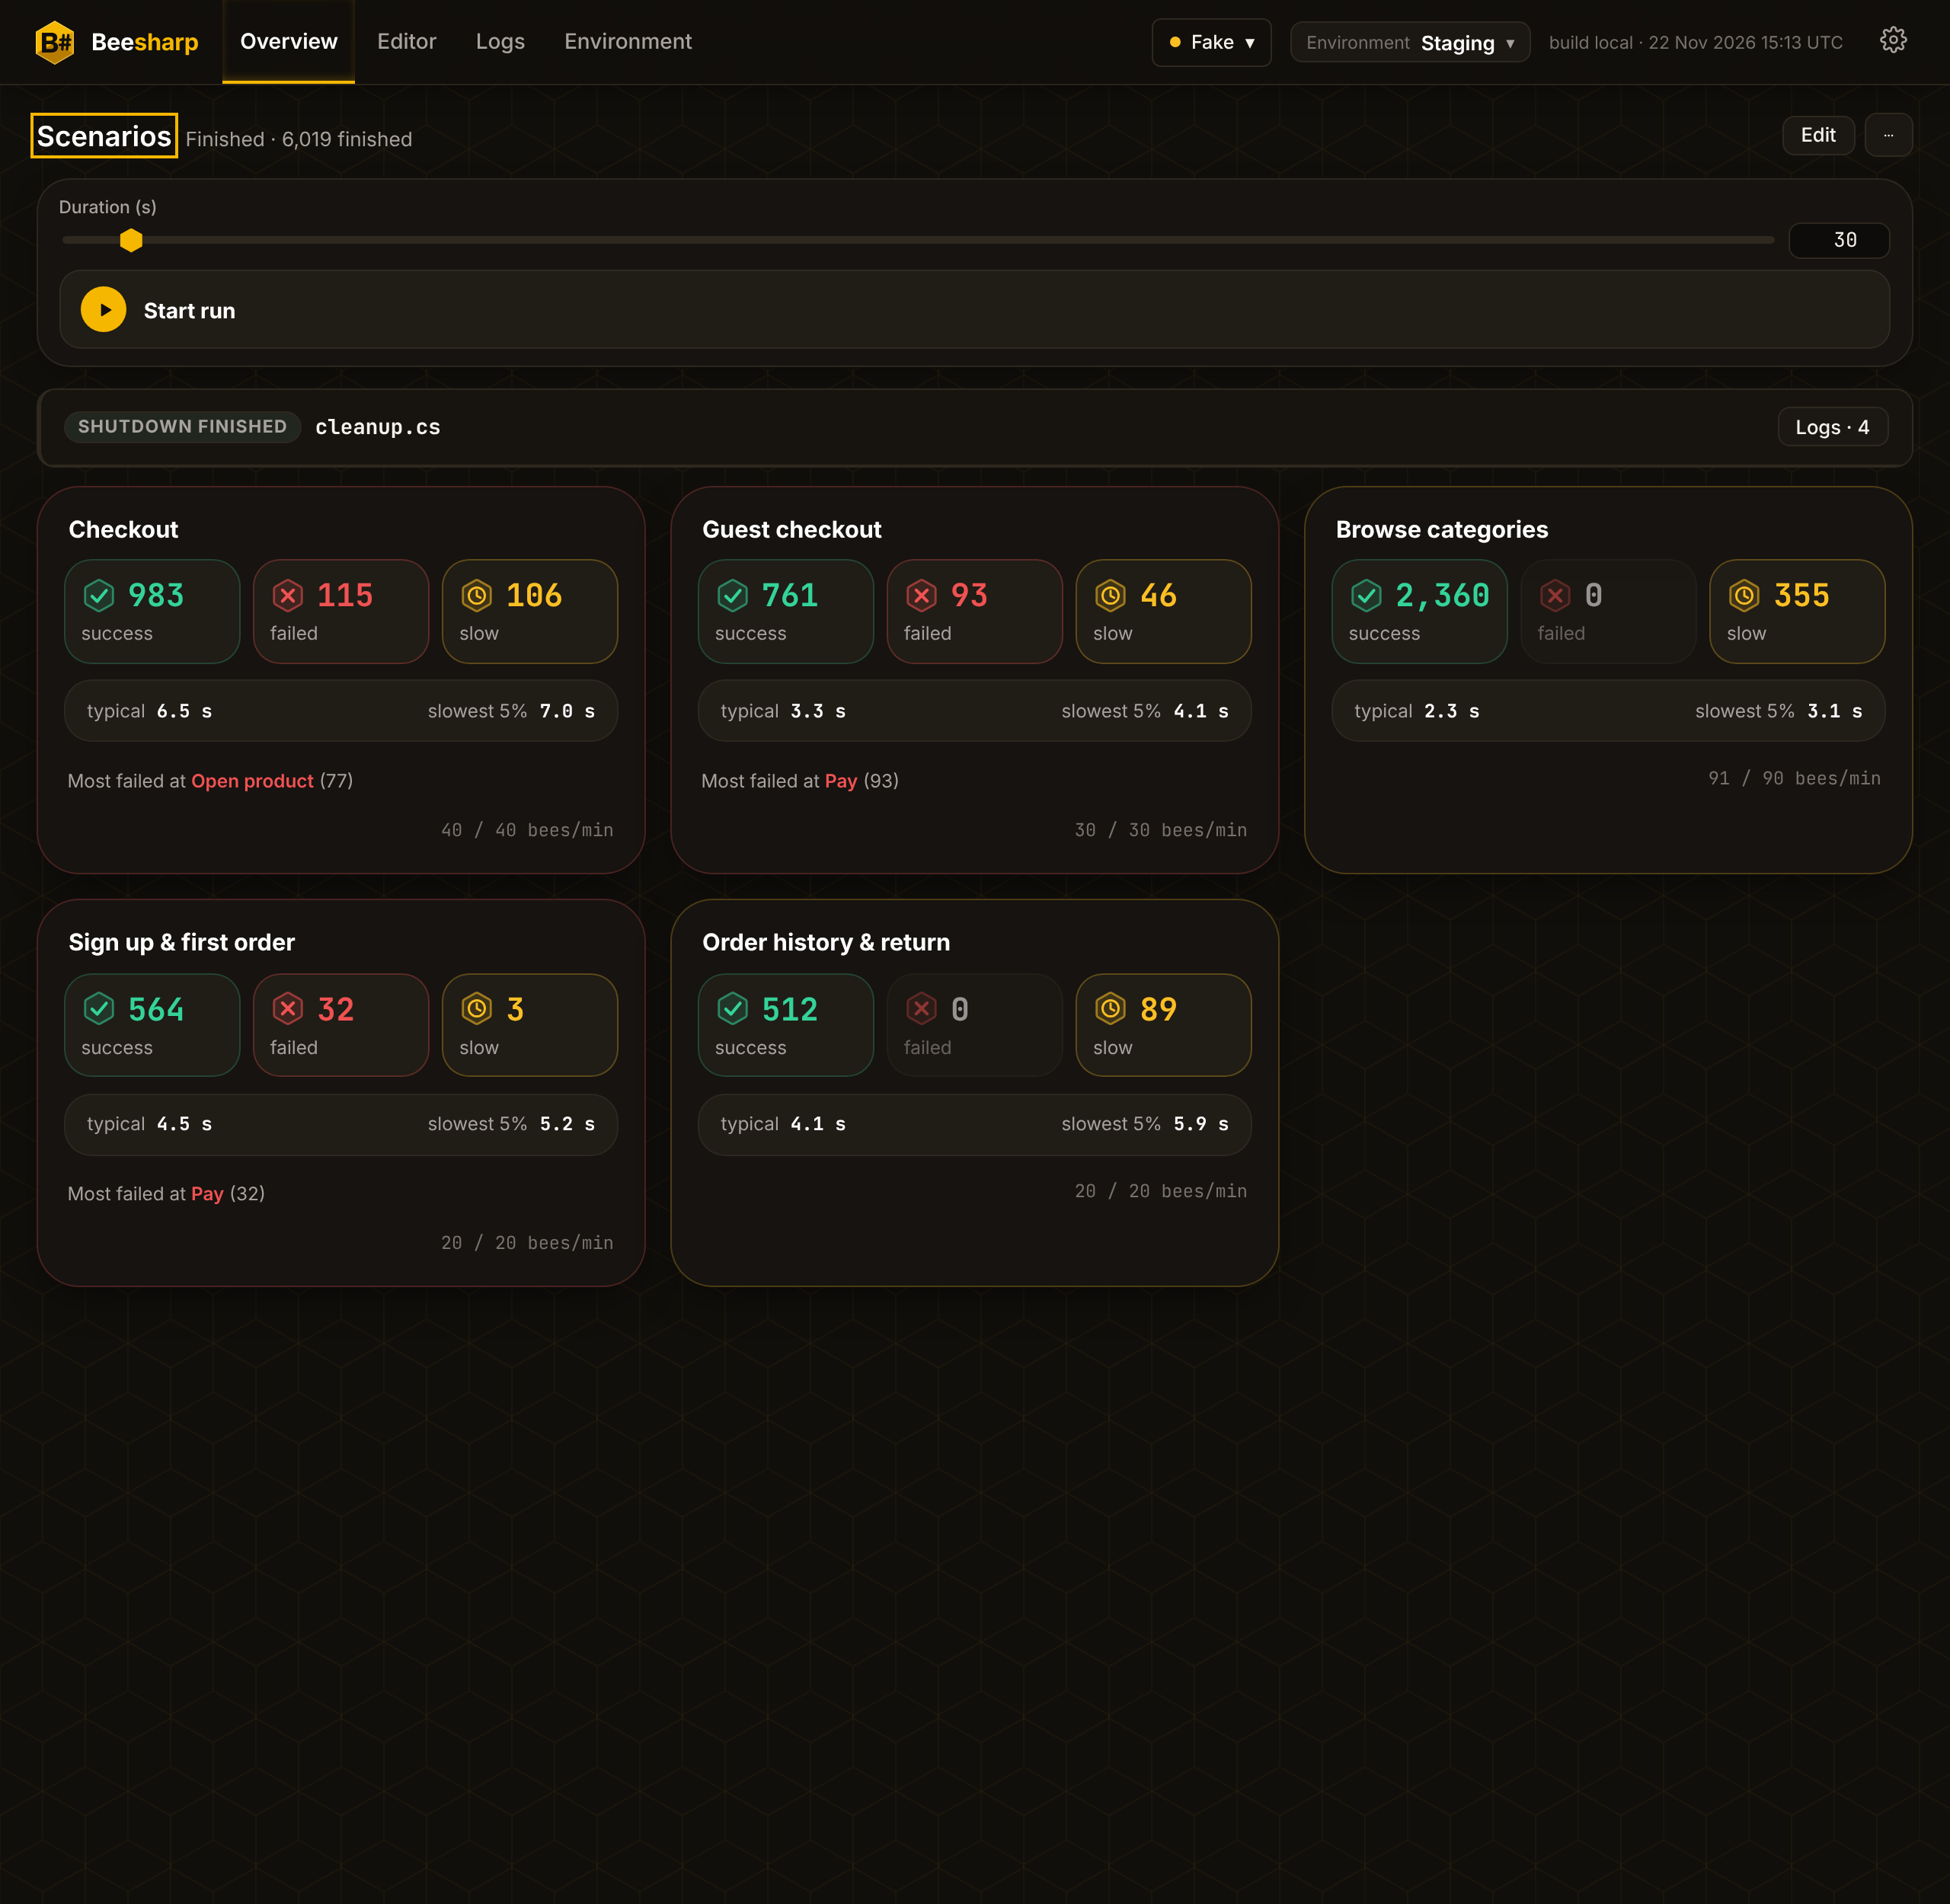 B# Beesharp Overview Editor Logs Environment Fake ▾ Environment Staging ▾ build local · 22 Nov 2026 15:13 UTC
Scenarios Finished · 6,019 finished Edit ...
Duration (s)
30
Start run
SHUTDOWN FINISHED cleanup.cs Logs · 4
Checkout
983 115 106
success failed slow
typical 6.5 s slowest 5% 7.0 s
Most failed at Open product (77)
40 / 40 bees/min
Guest checkout
761 93 46
success failed slow
typical 3.3 s slowest 5% 4.1 s
Most failed at Pay (93)
30 / 30 bees/min
Browse categories
2,360 0 355
success failed slow
typical 2.3 s slowest 5% 3.1 s
91 / 90 bees/min
Sign up & first order
564 32 3
success failed slow
typical 4.5 s slowest 5% 5.2 s
Most failed at Pay (32)
20 / 20 bees/min
Order history & return
512 0 89
success failed slow
typical 4.1 s slowest 5% 5.9 s
20 / 20 bees/min